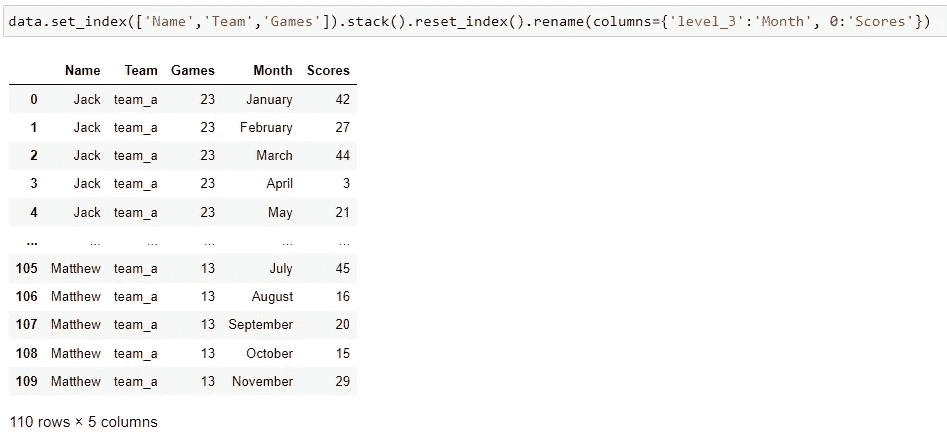 data.set_index(['Name','Team','Games']).stack().reset_index().rename(columns={'level_3':'Month', 0:'Scores'})
Name Team Games Month Scores
0 Jack team_a 23 January 42
1 Jack team_a 23 February 27
2 Jack team_a 23 March 44
3 Jack team_a 23 April 3
4 Jack team_a 23 May 21
... ... ... ... ... ...
105 Matthew team_a 13 July 45
106 Matthew team_a 13 August 16
107 Matthew team_a 13 September 20
108 Matthew team_a 13 October 15
109 Matthew team_a 13 November 29
110 rows × 5 columns